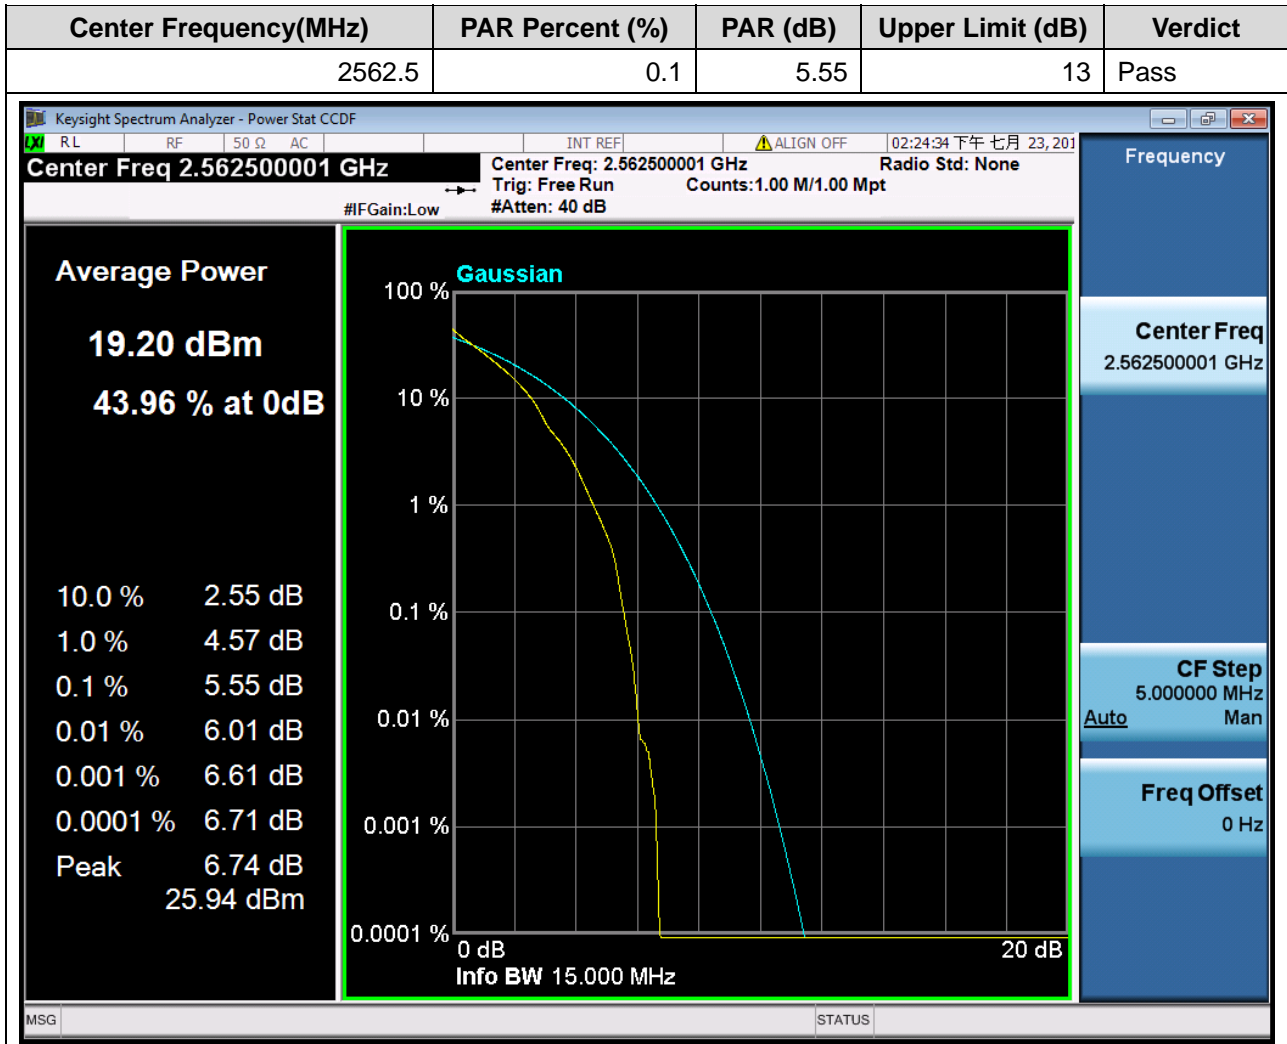 Center Frequency(MHz) PAR Percent (%) PAR (dB) Upper Limit (dB) Verdict
2562.5 0.1 5.55 13 Pass
Keysight Spectrum Analyzer - Power Stat CCDF
LXI RL RF 50 Ω AC INT REF ALIGN OFF 02:24:34 下午 七月 23, 201
Center Freq 2.562500001 GHz
Center Freq: 2.562500001 GHz Radio Std: None
Trig: Free Run Counts:1.00 M/1.00 Mpt
#IFGain:Low #Atten: 40 dB
Frequency
Average Power
19.20 dBm
43.96 % at 0dB
10.0 % 2.55 dB
1.0 % 4.57 dB
0.1 % 5.55 dB
0.01 % 6.01 dB
0.001 % 6.61 dB
0.0001 % 6.71 dB
Peak 6.74 dB
25.94 dBm
Gaussian
100 %
10 %
1 %
0.1 %
0.01 %
0.001 %
0.0001 %
0 dB 20 dB
Info BW 15.000 MHz
Center Freq
2.562500001 GHz
CF Step
5.000000 MHz
Auto Man
Freq Offset
0 Hz
MSG STATUS